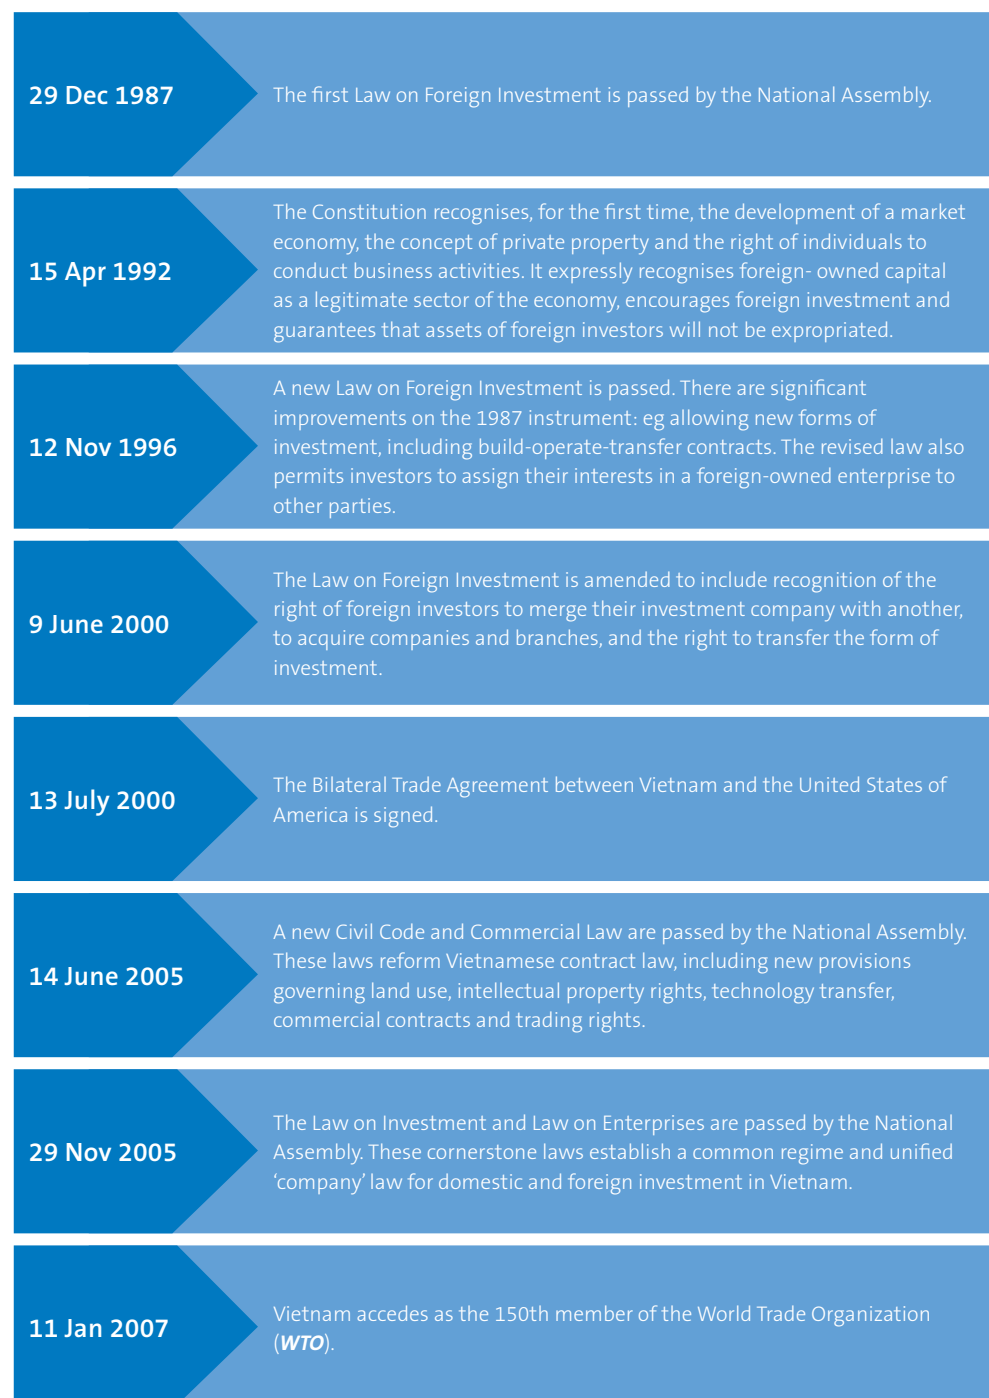 29 Dec 1987
The first Law on Foreign Investment is passed by the National Assembly.
15 Apr 1992
The Constitution recognises, for the first time, the development of a market
economy, the concept of private property and the right of individuals to
conduct business activities. It expressly recognises foreign- owned capital
as a legitimate sector of the economy, encourages foreign investment and
guarantees that assets of foreign investors will not be expropriated.
12 Nov 1996
A new Law on Foreign Investment is passed. There are significant
improvements on the 1987 instrument: eg allowing new forms of
investment, including build-operate-transfer contracts. The revised law also
permits investors to assign their interests in a foreign-owned enterprise to
other parties.
9 June 2000
The Law on Foreign Investment is amended to include recognition of the
right of foreign investors to merge their investment company with another,
to acquire companies and branches, and the right to transfer the form of
investment.
13 July 2000
The Bilateral Trade Agreement between Vietnam and the United States of
America is signed.
14 June 2005
A new Civil Code and Commercial Law are passed by the National Assembly.
These laws reform Vietnamese contract law, including new provisions
governing land use, intellectual property rights, technology transfer,
commercial contracts and trading rights.
29 Nov 2005
The Law on Investment and Law on Enterprises are passed by the National
Assembly. These cornerstone laws establish a common regime and unified
‘company’ law for domestic and foreign investment in Vietnam.
11 Jan 2007
Vietnam accedes as the 150th member of the World Trade Organization
(WTO).